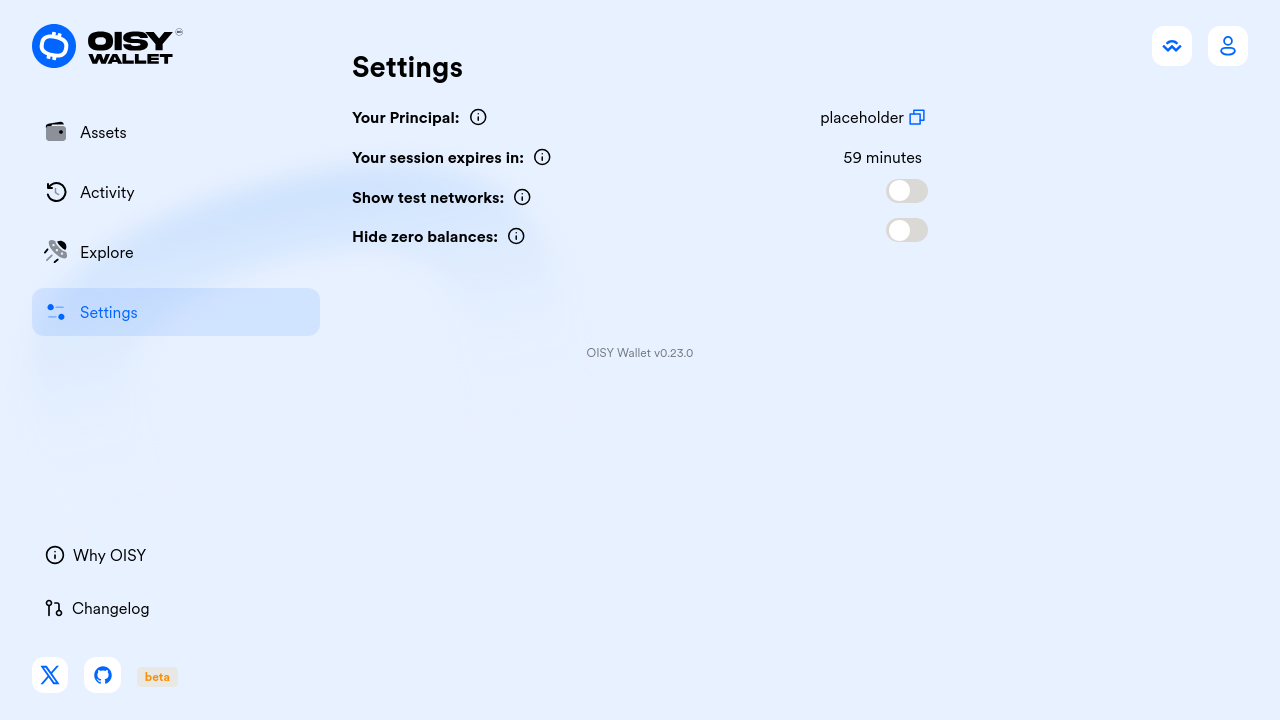 OISY
WALLET
Assets
Activity
Explore
Settings
Why OISY
Changelog
beta
Settings
Your Principal:
placeholder
Your session expires in:
59 minutes
Show test networks:
Hide zero balances:
OISY Wallet v0.23.0